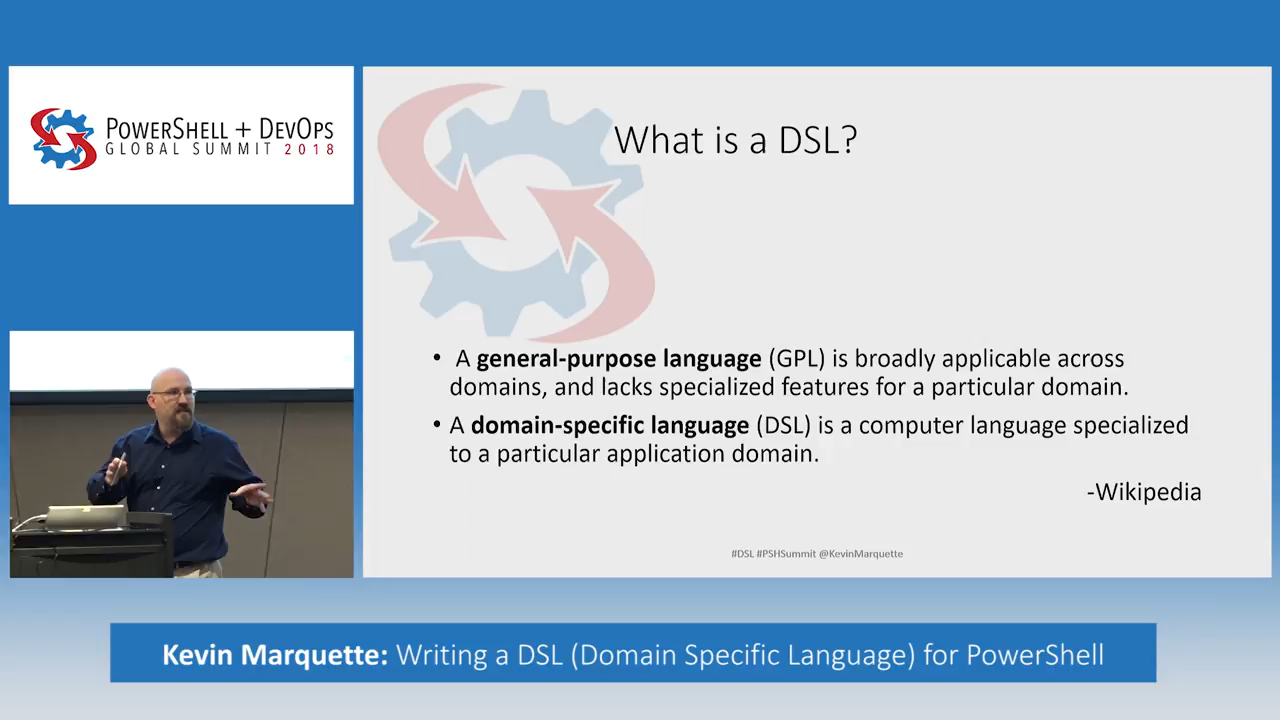 POWERSHELL + DEVOPS
GLOBAL SUMMIT 2018
What is a DSL?
• A general-purpose language (GPL) is broadly applicable across
domains, and lacks specialized features for a particular domain.
• A domain-specific language (DSL) is a computer language specialized
to a particular application domain.
-Wikipedia
#DSL #PSHSummit @KevinMarquette
Kevin Marquette: Writing a DSL (Domain Specific Language) for PowerShell